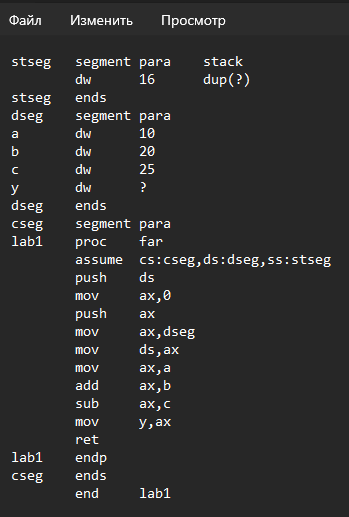 Файл Изменить Просмотр
stseg segment para stack
dw 16 dup(?)
stseg ends
dseg segment para
a dw 10
b dw 20
c dw 25
y dw ?
dseg ends
cseg segment para
lab1 proc far
assume cs:cseg,ds:dseg,ss:stseg
push ds
mov ax,0
push ax
mov ax,dseg
mov ds,ax
mov ax,a
add ax,b
sub ax,c
mov y,ax
ret
lab1 endp
cseg ends
end lab1